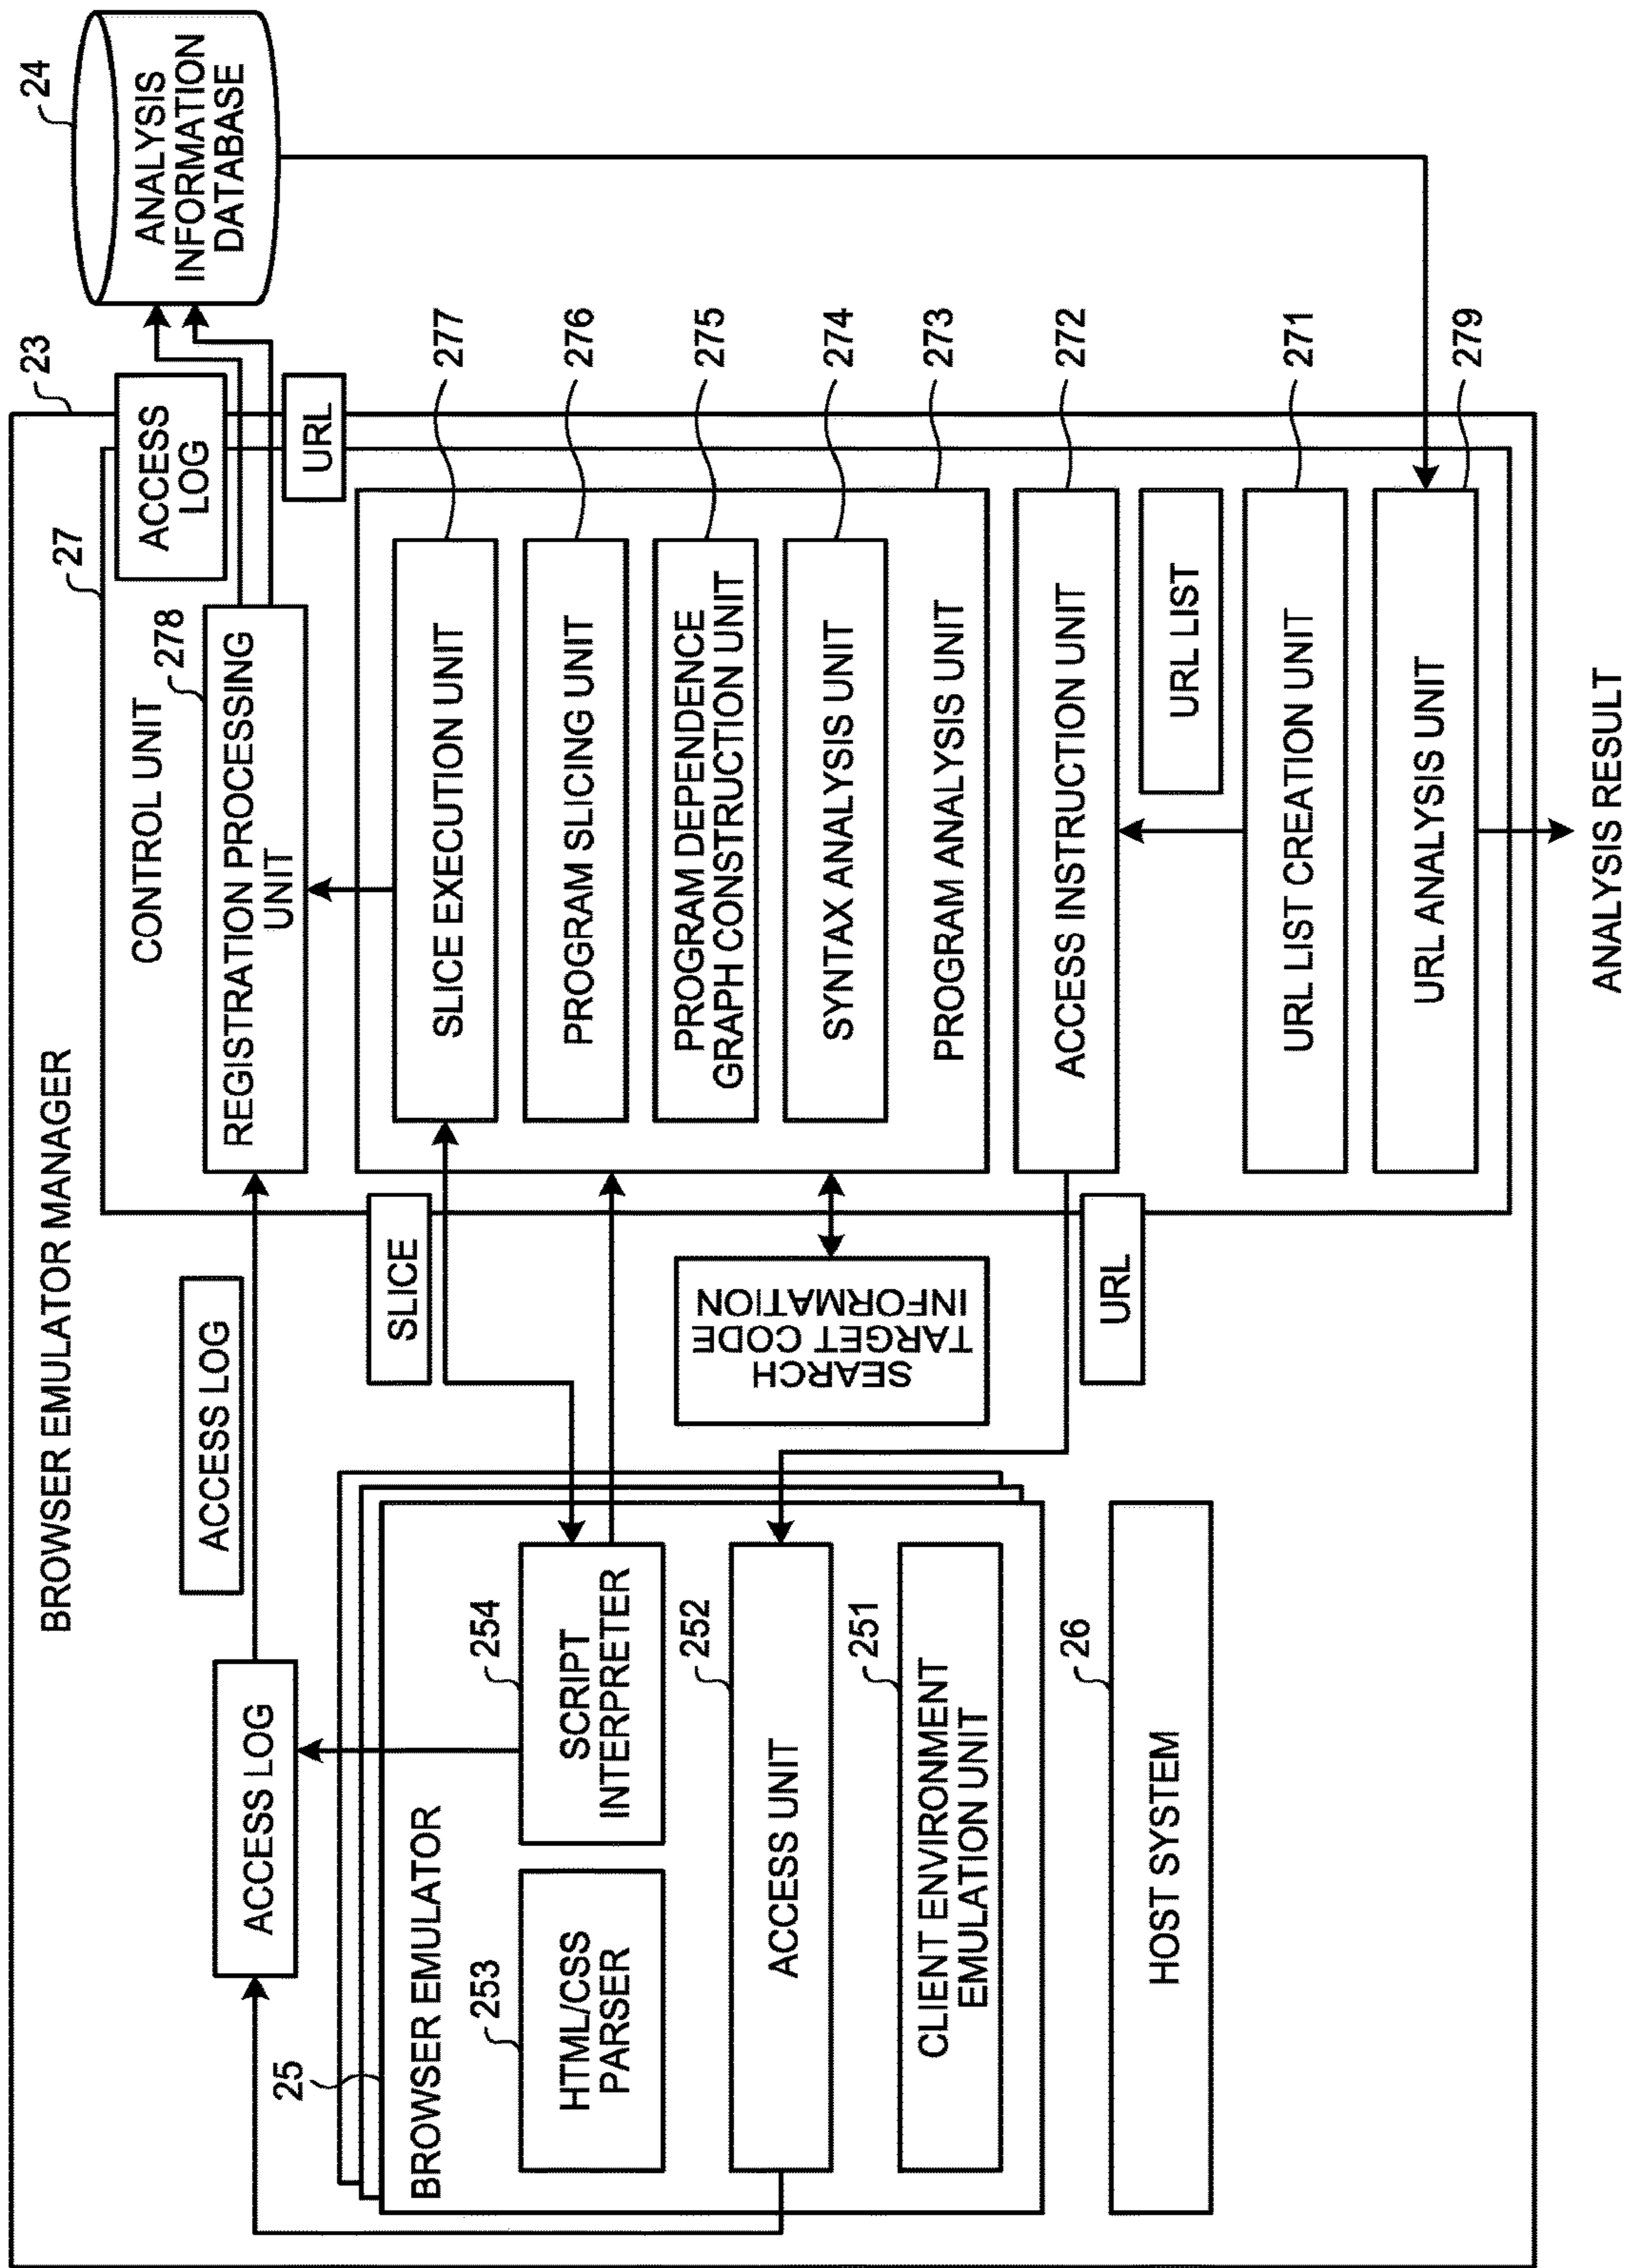 BROWSER EMULATOR MANAGER
23
24
ANALYSIS
INFORMATION
DATABASE
ACCESS LOG
ACCESS LOG
25
BROWSER EMULATOR
253
HTML/CSS
PARSER
254
SCRIPT
INTERPRETER
252
ACCESS UNIT
251
CLIENT ENVIRONMENT
EMULATION UNIT
26
HOST SYSTEM
SLICE
SEARCH
TARGET CODE
INFORMATION
URL
27
CONTROL UNIT
278
REGISTRATION PROCESSING
UNIT
ACCESS
LOG
URL
SLICE EXECUTION UNIT
277
PROGRAM SLICING UNIT
276
PROGRAM DEPENDENCE
GRAPH CONSTRUCTION UNIT
275
SYNTAX ANALYSIS UNIT
274
PROGRAM ANALYSIS UNIT
273
ACCESS INSTRUCTION UNIT
272
URL LIST
URL LIST CREATION UNIT
271
URL ANALYSIS UNIT
279
ANALYSIS RESULT